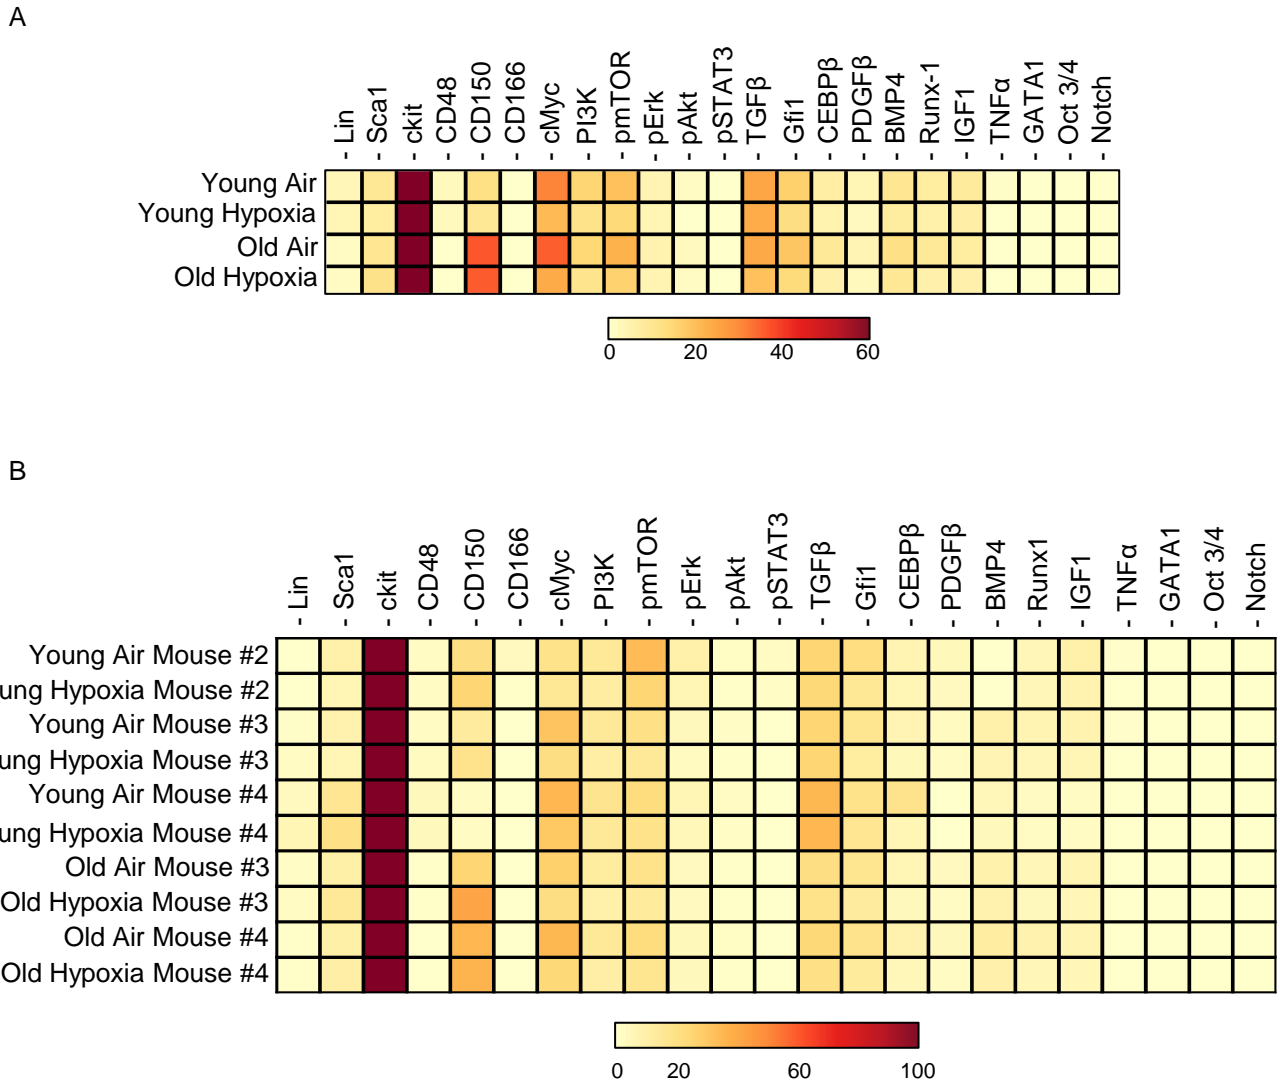 A
- Lin
- Sca1
- ckit
- CD48
- CD150
- CD166
- cMyc
- PI3K
- pmTOR
- pErk
- pAkt
- pSTAT3
- TGFβ
- Gfi1
- CEBPβ
- PDGFβ
- BMP4
- Runx-1
- IGF1
- TNFα
- GATA1
- Oct 3/4
- Notch
Young Air
Young Hypoxia
Old Air
Old Hypoxia
0 20 40 60
B
- Lin
- Sca1
- ckit
- CD48
- CD150
- CD166
- cMyc
- PI3K
- pmTOR
- pErk
- pAkt
- pSTAT3
- TGFβ
- Gfi1
- CEBPβ
- PDGFβ
- BMP4
- Runx1
- IGF1
- TNFα
- GATA1
- Oct 3/4
- Notch
Young Air Mouse #2
ung Hypoxia Mouse #2
Young Air Mouse #3
ung Hypoxia Mouse #3
Young Air Mouse #4
ung Hypoxia Mouse #4
Old Air Mouse #3
Old Hypoxia Mouse #3
Old Air Mouse #4
Old Hypoxia Mouse #4
0 20 60 100